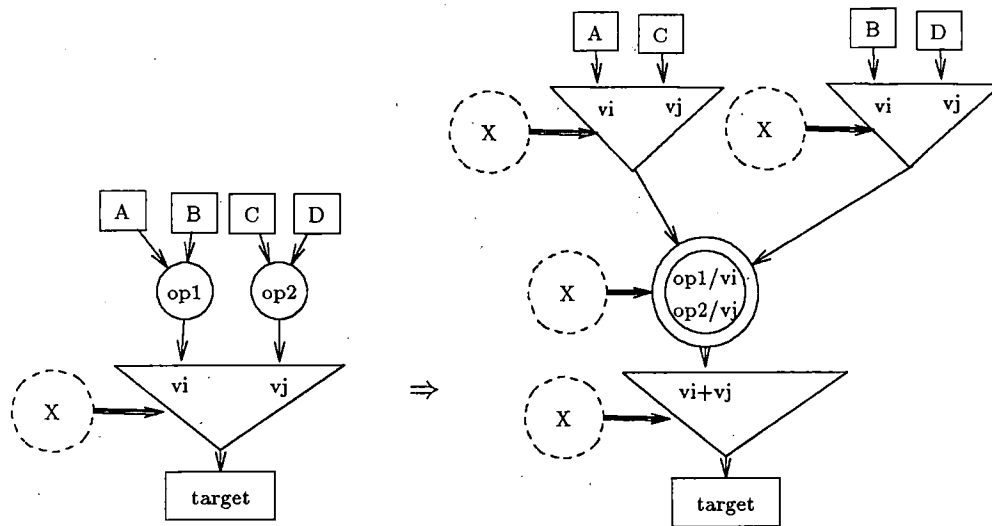 A B C D
op1 op2
vi vj
X
target
⇒
A C
vi vj
X
B D
vi vj
X
op1/vi
op2/vj
X
vi+vj
X
target